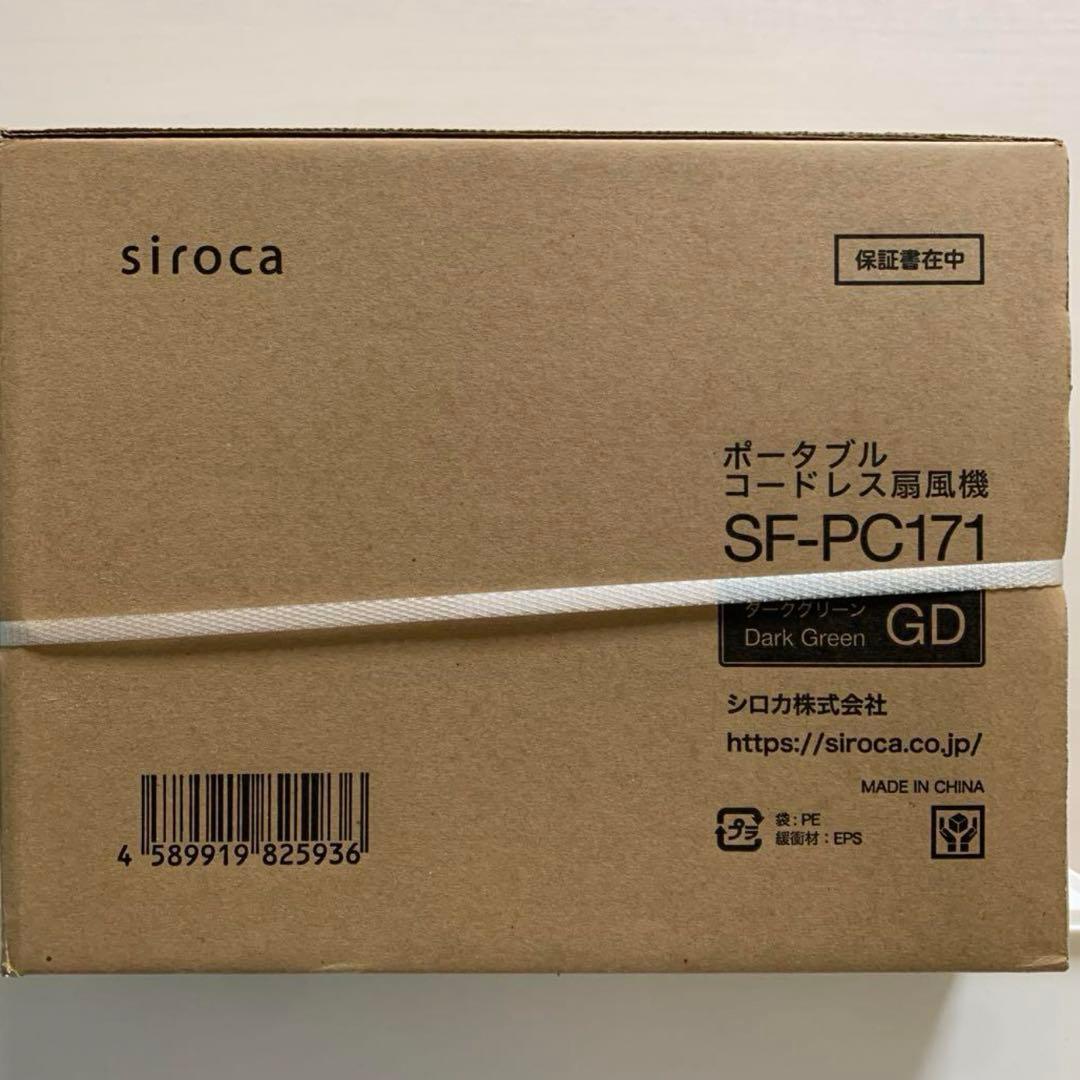 siroca
保証書在中
ポータブル
コードレス扇風機
SF-PC171
ダークグリーン
Dark Green
GD
シロカ株式会社
https://siroca.co.jp/
MADE IN CHINA
プラ
袋:PE
緩衝材:EPS
4 589919 825936